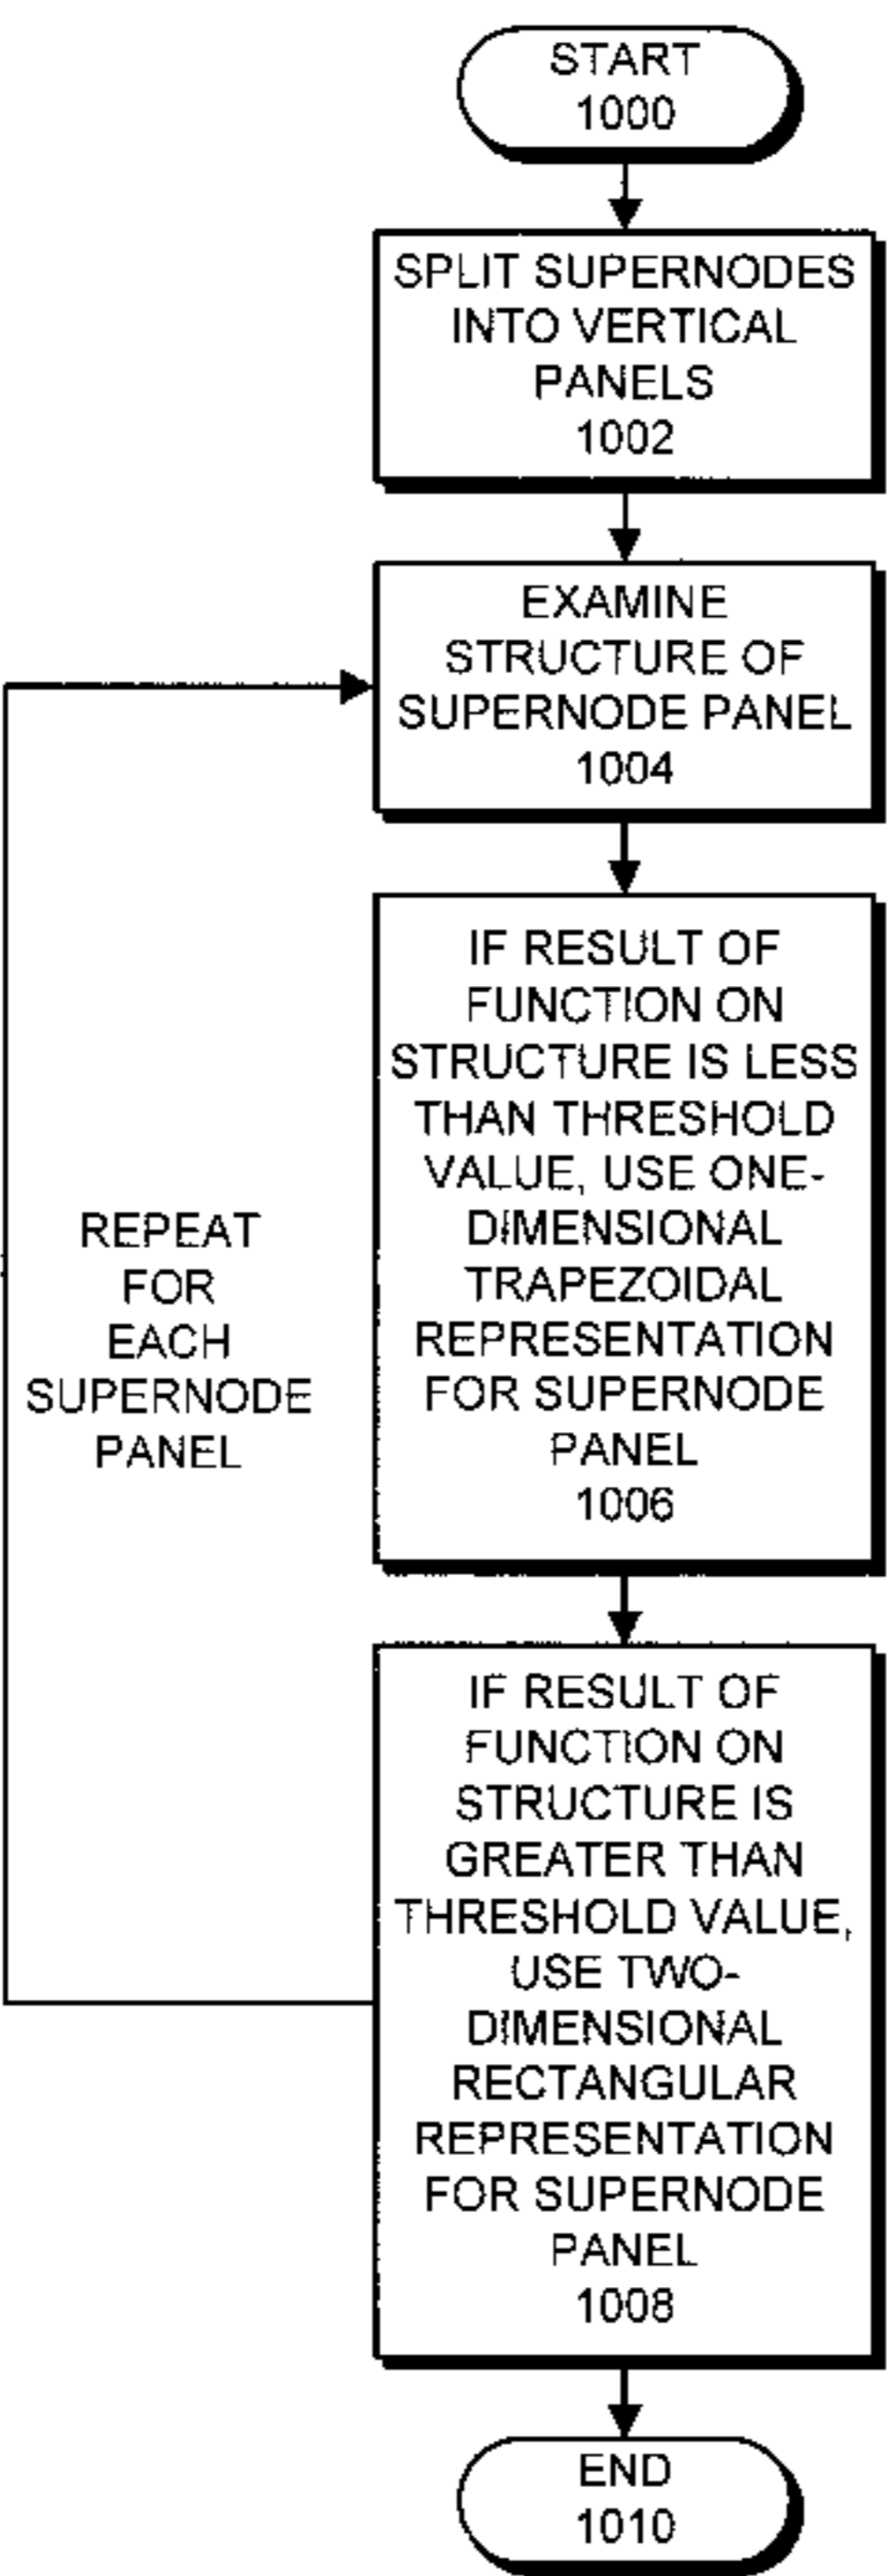 START
1000
SPLIT SUPERNODES
INTO VERTICAL
PANELS
1002
EXAMINE
STRUCTURE OF
SUPERNODE PANEL
1004
IF RESULT OF
FUNCTION ON
STRUCTURE IS LESS
THAN THRESHOLD
VALUE, USE ONE-
DIMENSIONAL
TRAPEZOIDAL
REPRESENTATION
FOR SUPERNODE
PANEL
1006
REPEAT
FOR
EACH
SUPERNODE
PANEL
IF RESULT OF
FUNCTION ON
STRUCTURE IS
GREATER THAN
THRESHOLD VALUE,
USE TWO-
DIMENSIONAL
RECTANGULAR
REPRESENTATION
FOR SUPERNODE
PANEL
1008
END
1010